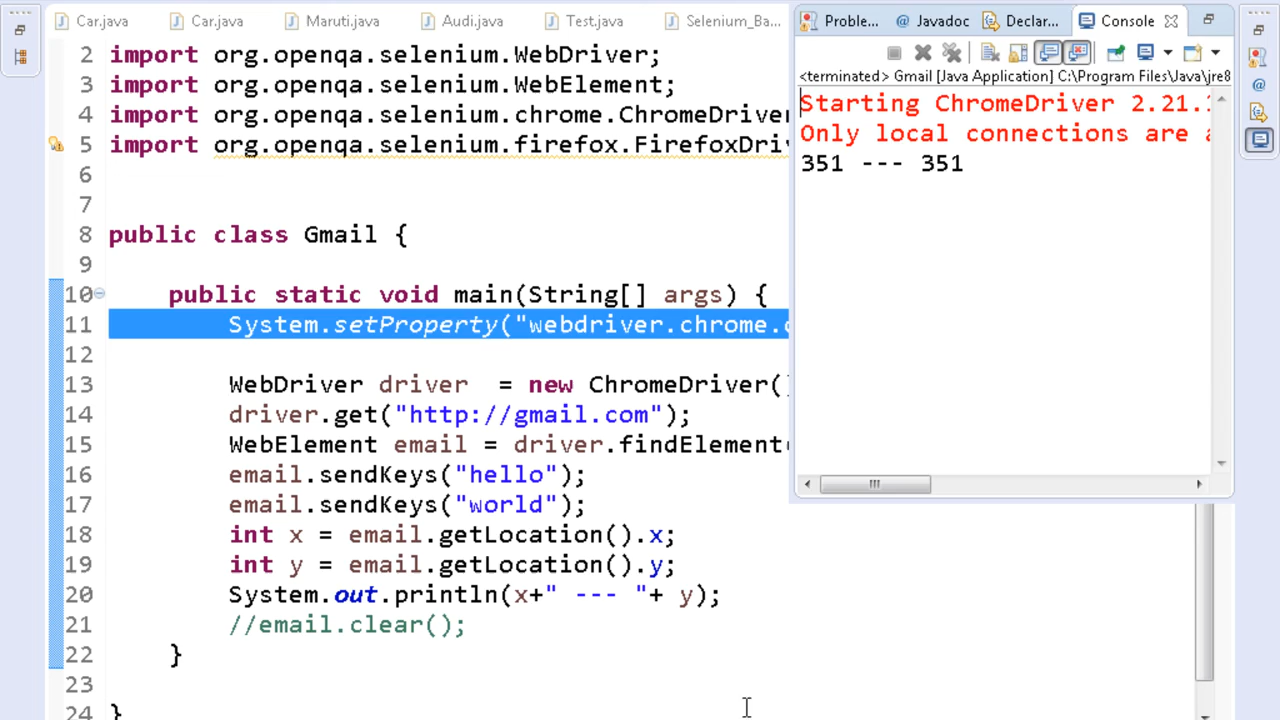 Car.java Car.java Maruti.java Audi.java Test.java Selenium_Ba...
Proble... @ Javadoc Declar... Console
<terminated> Gmail [Java Application] C:\Program Files\Java\jre8
Starting ChromeDriver 2.21.
Only local connections are a
351 --- 351
2 import org.openqa.selenium.WebDriver;
3 import org.openqa.selenium.WebElement;
4 import org.openqa.selenium.chrome.ChromeDriver
5 import org.openqa.selenium.firefox.FirefoxDri
6
7
8 public class Gmail {
9
10 public static void main(String[] args) {
11 System.setProperty("webdriver.chrome.
12
13 WebDriver driver = new ChromeDriver()
14 driver.get("http://gmail.com");
15 WebElement email = driver.findElement
16 email.sendKeys("hello");
17 email.sendKeys("world");
18 int x = email.getLocation().x;
19 int y = email.getLocation().y;
20 System.out.println(x+" --- "+ y);
21 //email.clear();
22 }
23
24 }